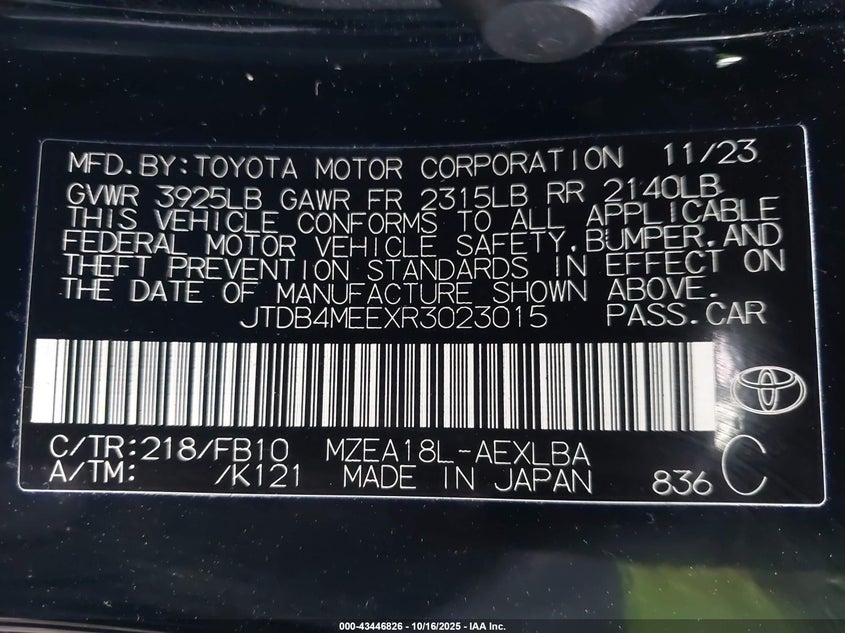 MFD.BY:TOYOTA MOTOR CORPORATION 11/23
GVWR 3925LB GAWR FR 2315LB RR 2140LB
THIS VEHICLE CONFORMS TO ALL APPLICABLE
FEDERAL MOTOR VEHICLE SAFETY,BUMPER,AND
THEFT PREVENTION STANDARDS IN EFFECT ON
THE DATE OF MANUFACTURE SHOWN ABOVE.
JTDB4MEEXR3023015 PASS.CAR
C/TR:218/FB10 MZEA18L-AEXLBA C
A/TM: /K121 MADE IN JAPAN 836
000-43446826 - 10/16/2025 - IAA Inc.